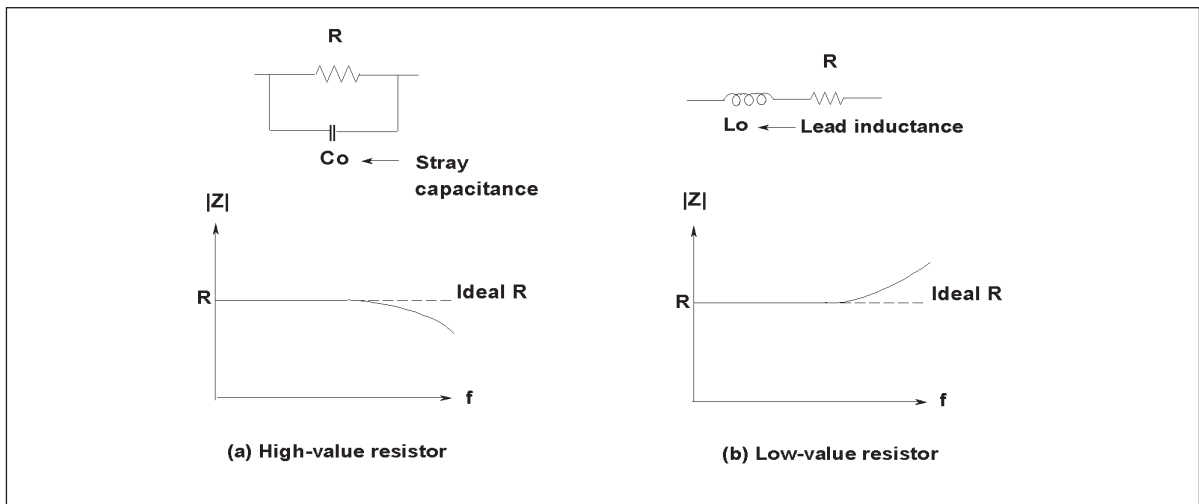 R
Co
Stray
capacitance
|Z|
R
Ideal R
f
(a) High-value resistor
R
Lo
Lead inductance
|Z|
R
Ideal R
f
(b) Low-value resistor